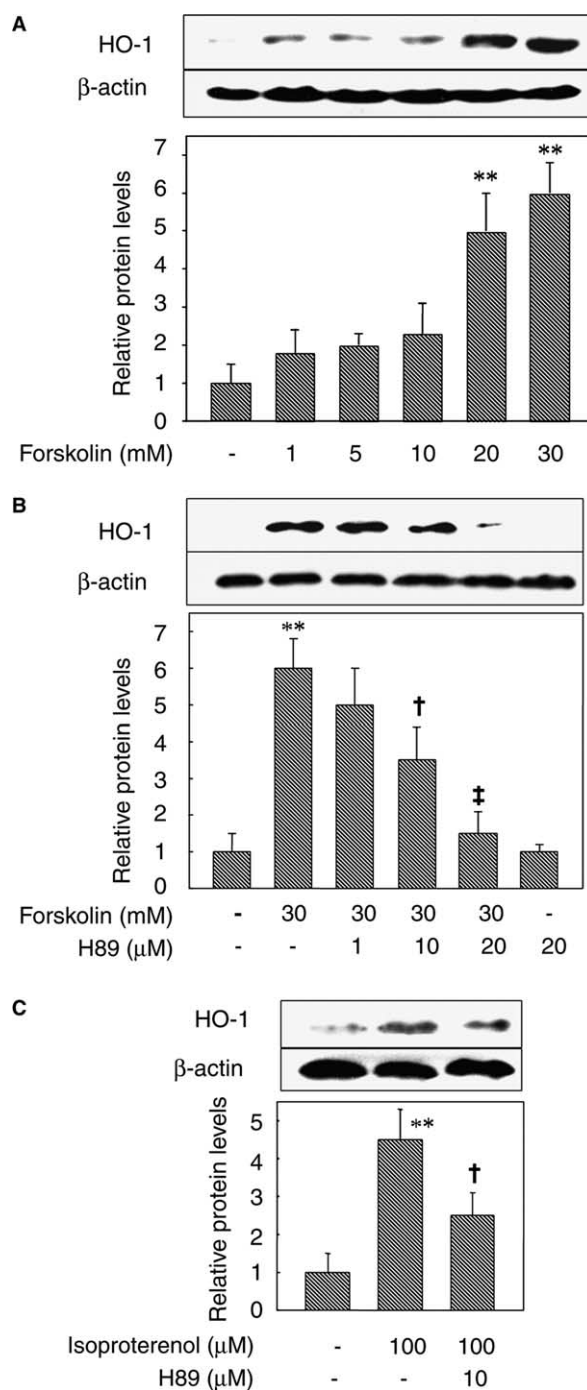 A
HO-1
β-actin
Relative protein levels
7
6
5
4
3
2
1
0
** **
Forskolin (mM) - 1 5 10 20 30
B
HO-1
β-actin
Relative protein levels
7
6
5
4
3
2
1
0
** † ‡
Forskolin (mM) - 30 30 30 30 -
H89 (μM) - - 1 10 20 20
C
HO-1
β-actin
Relative protein levels
5
4
3
2
1
0
** †
Isoproterenol (μM) - 100 100
H89 (μM) - - 10